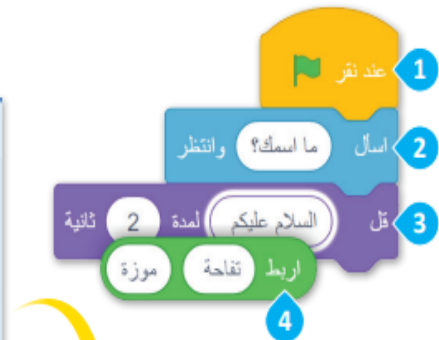 عند نقر 1
اسأل ما اسمك؟ وانتظر 2
قل السلام عليكم لمدة 2 ثانية 3
اربط تفاحة موزة
4